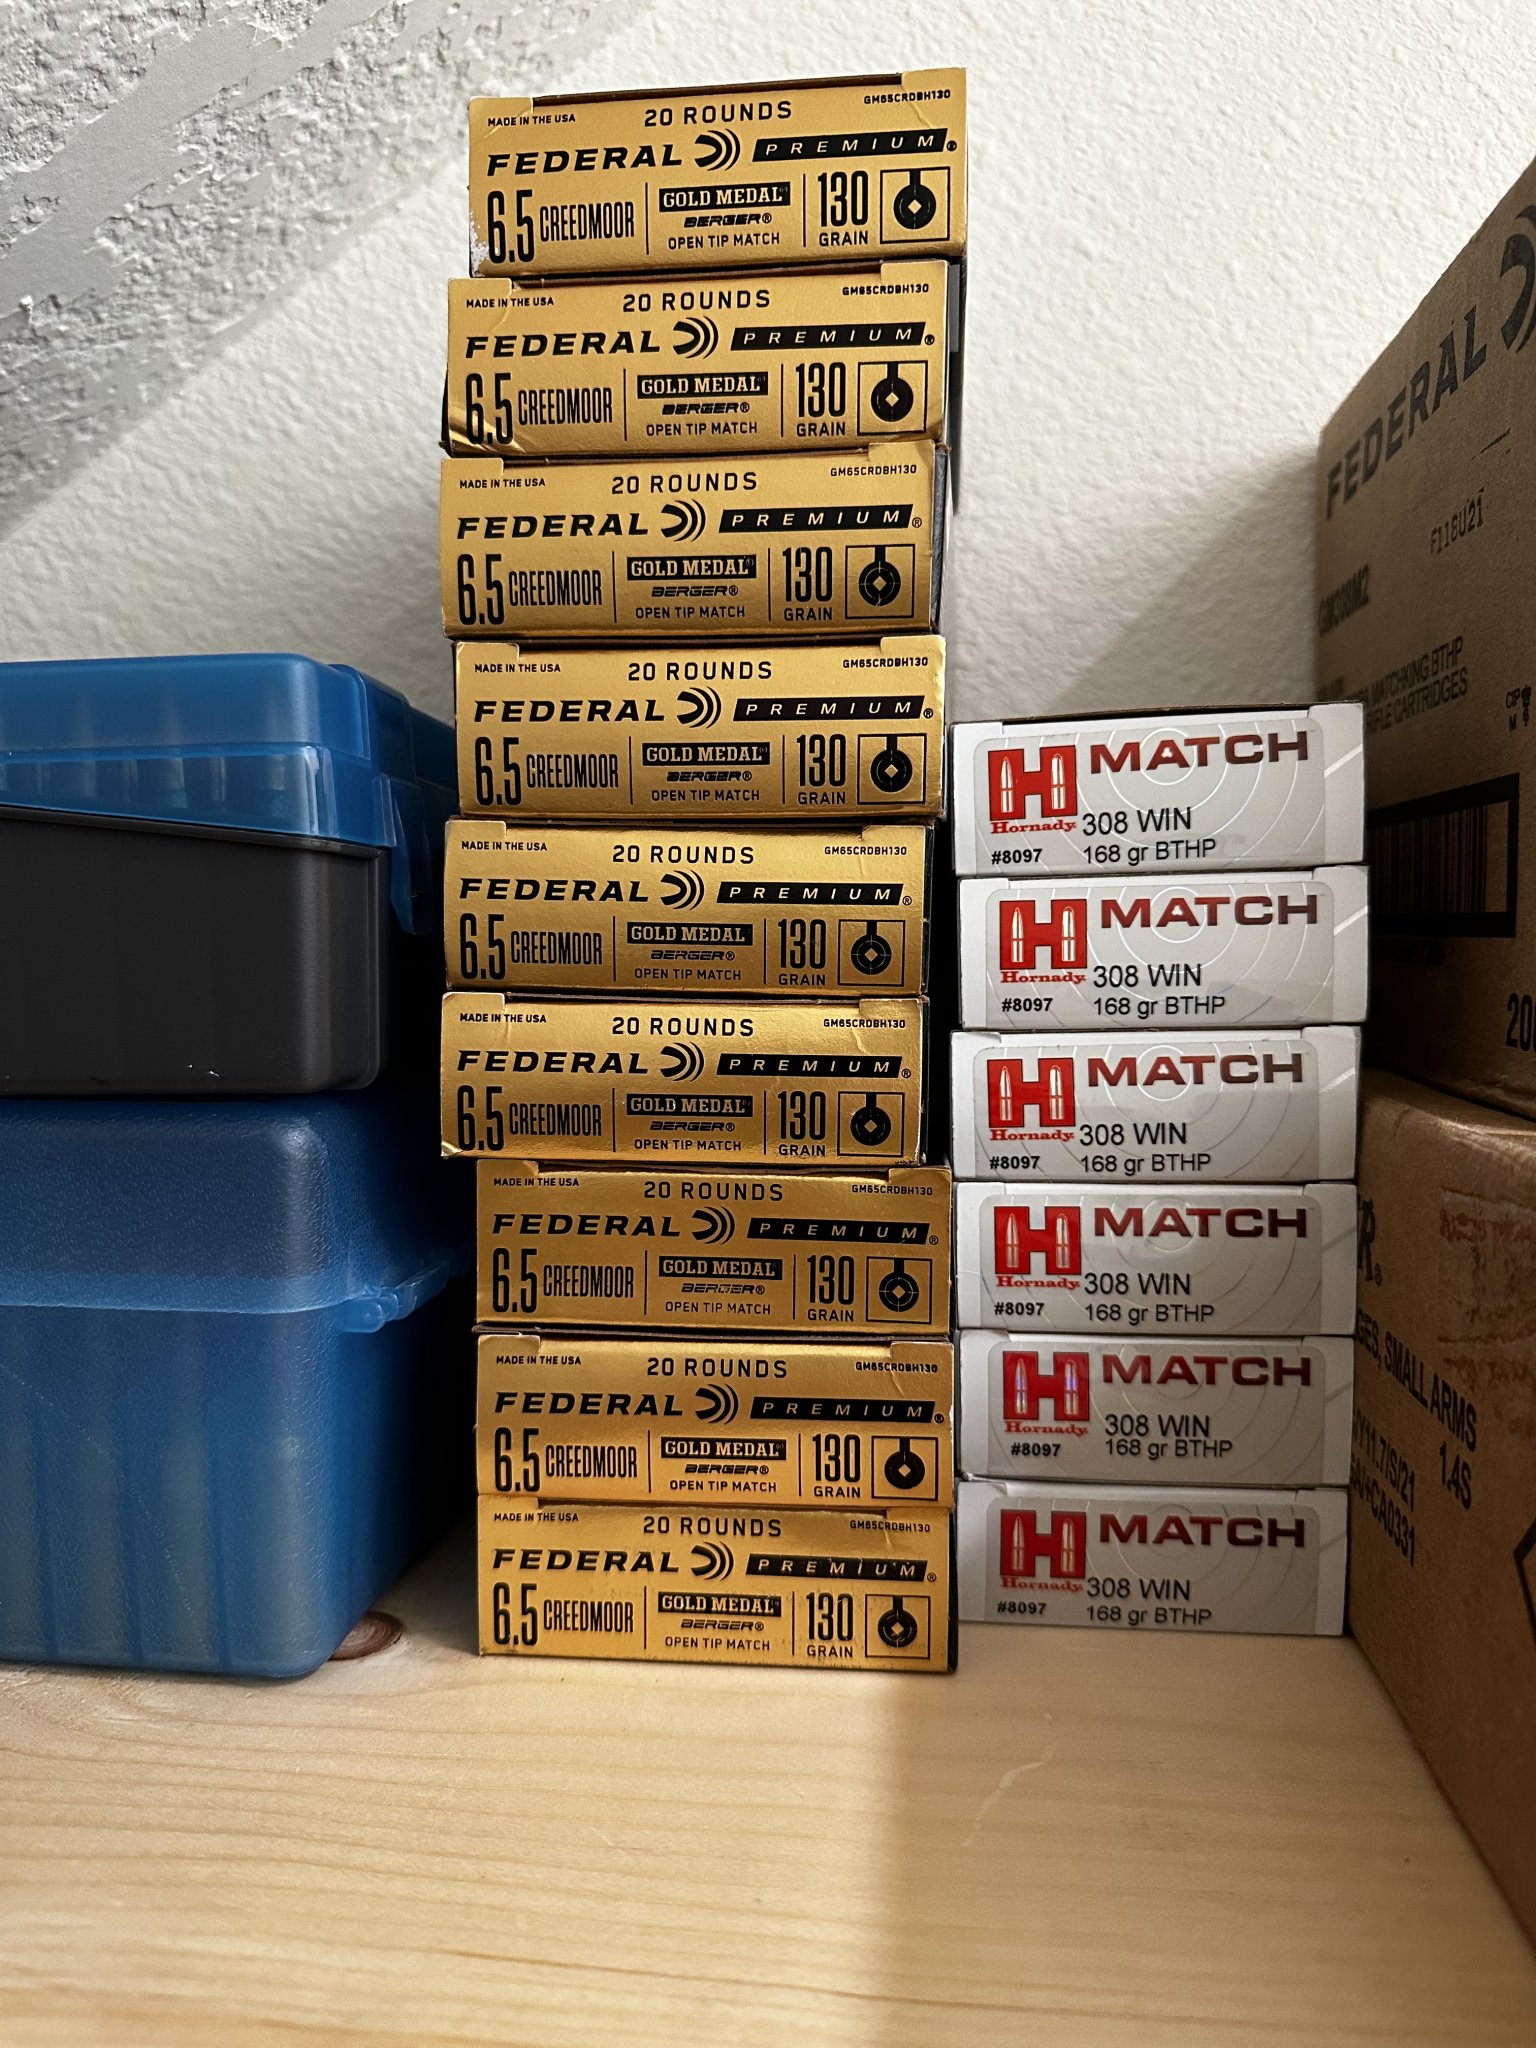 MADE IN THE USA 20 ROUNDS GM65CRDBH130
FEDERAL PREMIUM®
6.5 CREEDMOOR GOLD MEDAL 130
BERGER®
OPEN TIP MATCH GRAIN
MADE IN THE USA 20 ROUNDS GM65CRDBH130
FEDERAL PREMIUM®
6.5 CREEDMOOR GOLD MEDAL 130
BERGER®
OPEN TIP MATCH GRAIN
MADE IN THE USA 20 ROUNDS GM65CRDBH130
FEDERAL PREMIUM®
6.5 CREEDMOOR GOLD MEDAL 130
BERGER®
OPEN TIP MATCH GRAIN
MADE IN THE USA 20 ROUNDS GM65CRDBH130
FEDERAL PREMIUM®
6.5 CREEDMOOR GOLD MEDAL 130
BERGER®
OPEN TIP MATCH GRAIN
MADE IN THE USA 20 ROUNDS GM65CRDBH130
FEDERAL PREMIUM®
6.5 CREEDMOOR GOLD MEDAL 130
BERGER®
OPEN TIP MATCH GRAIN
MADE IN THE USA 20 ROUNDS GM65CRDBH130
FEDERAL PREMIUM®
6.5 CREEDMOOR GOLD MEDAL 130
BERGER®
OPEN TIP MATCH GRAIN
MADE IN THE USA 20 ROUNDS GM65CRDBH130
FEDERAL PREMIUM®
6.5 CREEDMOOR GOLD MEDAL 130
BERGER®
OPEN TIP MATCH GRAIN
MADE IN THE USA 20 ROUNDS GM65CRDBH130
FEDERAL PREMIUM®
6.5 CREEDMOOR GOLD MEDAL 130
BERGER®
OPEN TIP MATCH GRAIN
MADE IN THE USA 20 ROUNDS GM65CRDBH130
FEDERAL PREMIUM®
6.5 CREEDMOOR GOLD MEDAL 130
BERGER®
OPEN TIP MATCH GRAIN
H MATCH
Hornady 308 WIN
#8097 168 gr BTHP
H MATCH
Hornady 308 WIN
#8097 168 gr BTHP
H MATCH
Hornady 308 WIN
#8097 168 gr BTHP
H MATCH
Hornady 308 WIN
#8097 168 gr BTHP
H MATCH
Hornady 308 WIN
#8097 168 gr BTHP
H MATCH
Hornady 308 WIN
#8097 168 gr BTHP
FEDERAL
F118U21
MATCHKING BTHP
CARTRIDGES
CIP
SMALL ARMS
1.4S